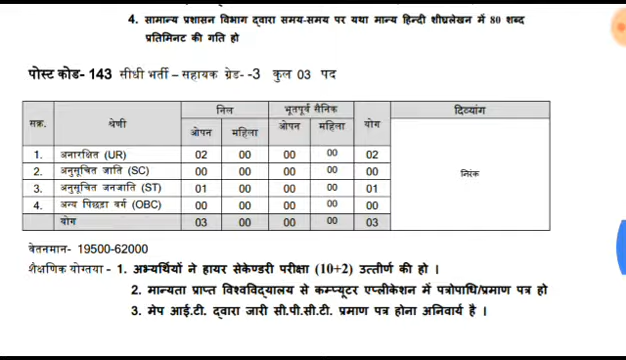 4. सामान्य प्रशासन विभाग द्वारा समय-समय पर यथा मान्य हिन्दी शीघ्रलेखन में 80 शब्द
प्रतिमिनट की गति हो
पोस्ट कोड- 143 सीधी भर्ती – सहायक ग्रेड- -3 कुल 03 पद
सक्र. श्रेणी निल भूतपूर्व सैनिक योग दिव्यांग
ओपन महिला ओपन महिला
1. अनारक्षित (UR) 02 00 00 00 02 निरंक
2. अनुसूचित जाति (SC) 00 00 00 00 00
3. अनुसूचित जनजाति (ST) 01 00 00 00 01
4. अन्य पिछड़ा वर्ग (OBC) 00 00 00 00 00
योग 03 00 00 00 03
वेतनमान- 19500-62000
शैक्षणिक योग्तया - 1. अभ्यर्थियों ने हायर सेकेण्डरी परीक्षा (10+2) उत्तीर्ण की हो ।
2. मान्यता प्राप्त विश्वविद्यालय से कम्प्यूटर एप्लीकेशन में पत्रोपाधि/प्रमाण पत्र हो
3. मेप आई.टी. द्वारा जारी सी.पी.सी.टी. प्रमाण पत्र होना अनिवार्य है ।